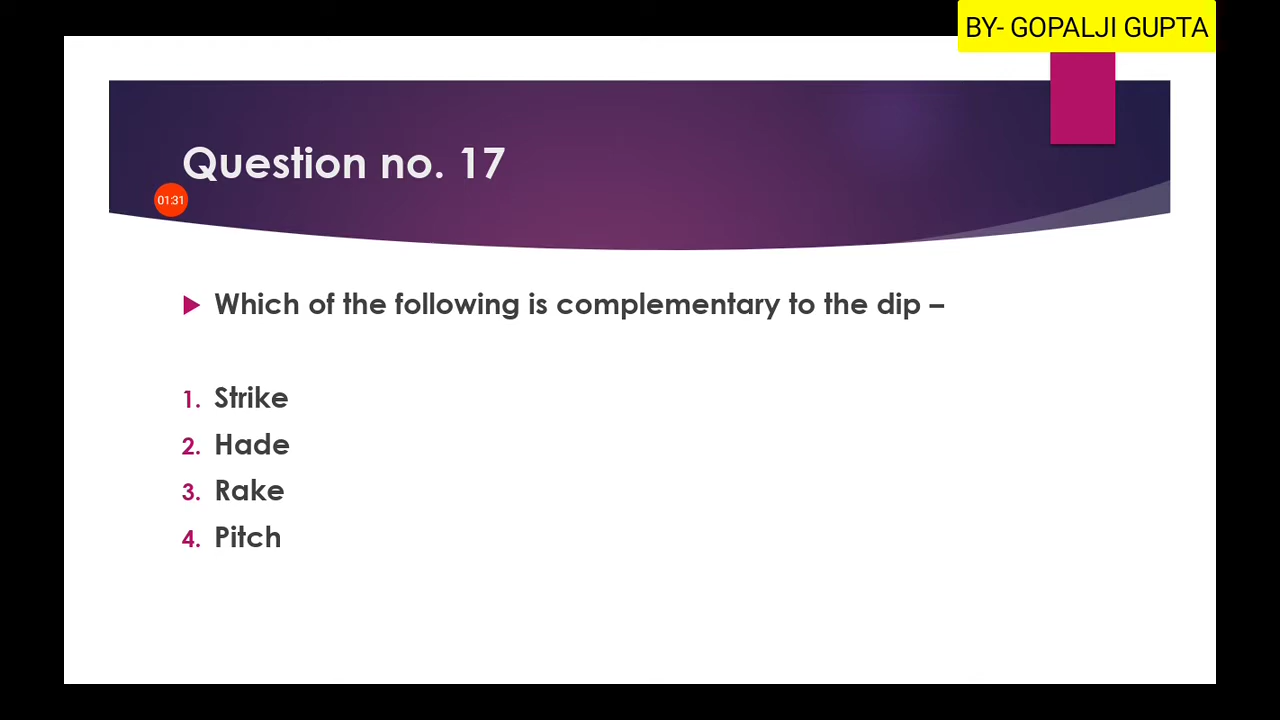 BY- GOPALJI GUPTA
Question no. 17
01:31
Which of the following is complementary to the dip –
1. Strike
2. Hade
3. Rake
4. Pitch